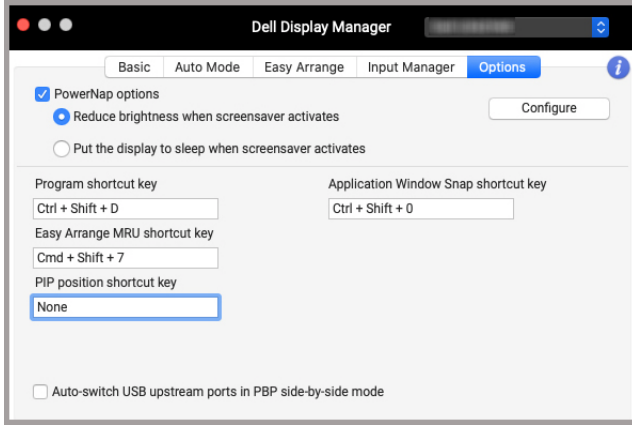 Dell Display Manager
Basic Auto Mode Easy Arrange Input Manager Options
i
PowerNap options
Configure
Reduce brightness when screensaver activates
Put the display to sleep when screensaver activates
Program shortcut key
Application Window Snap shortcut key
Ctrl + Shift + D
Ctrl + Shift + 0
Easy Arrange MRU shortcut key
Cmd + Shift + 7
PIP position shortcut key
None
Auto-switch USB upstream ports in PBP side-by-side mode